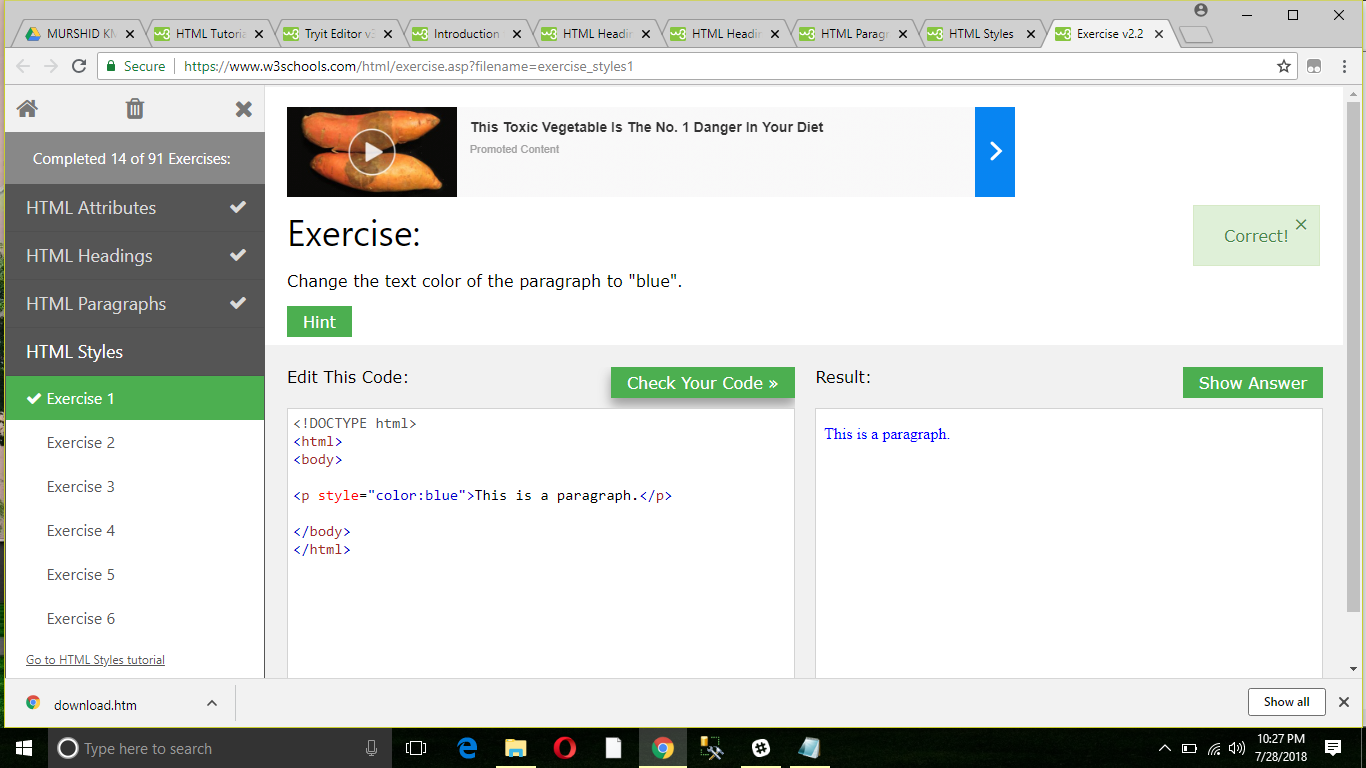 MURSHID KM
HTML Tutoria
Tryit Editor v3
Introduction
HTML Headin
HTML Headin
HTML Paragr
HTML Styles
Exercise v2.2
Secure
https://www.w3schools.com/html/exercise.asp?filename=exercise_styles1
Completed 14 of 91 Exercises:
HTML Attributes
HTML Headings
HTML Paragraphs
HTML Styles
Exercise 1
Exercise 2
Exercise 3
Exercise 4
Exercise 5
Exercise 6
Go to HTML Styles tutorial
This Toxic Vegetable Is The No. 1 Danger In Your Diet
Promoted Content
Exercise:
Correct!
Change the text color of the paragraph to "blue".
Hint
Edit This Code:
Check Your Code »
<!DOCTYPE html>
<html>
<body>
<p style="color:blue">This is a paragraph.</p>
</body>
</html>
Result:
Show Answer
This is a paragraph.
download.htm
Show all
Type here to search
10:27 PM
7/28/2018